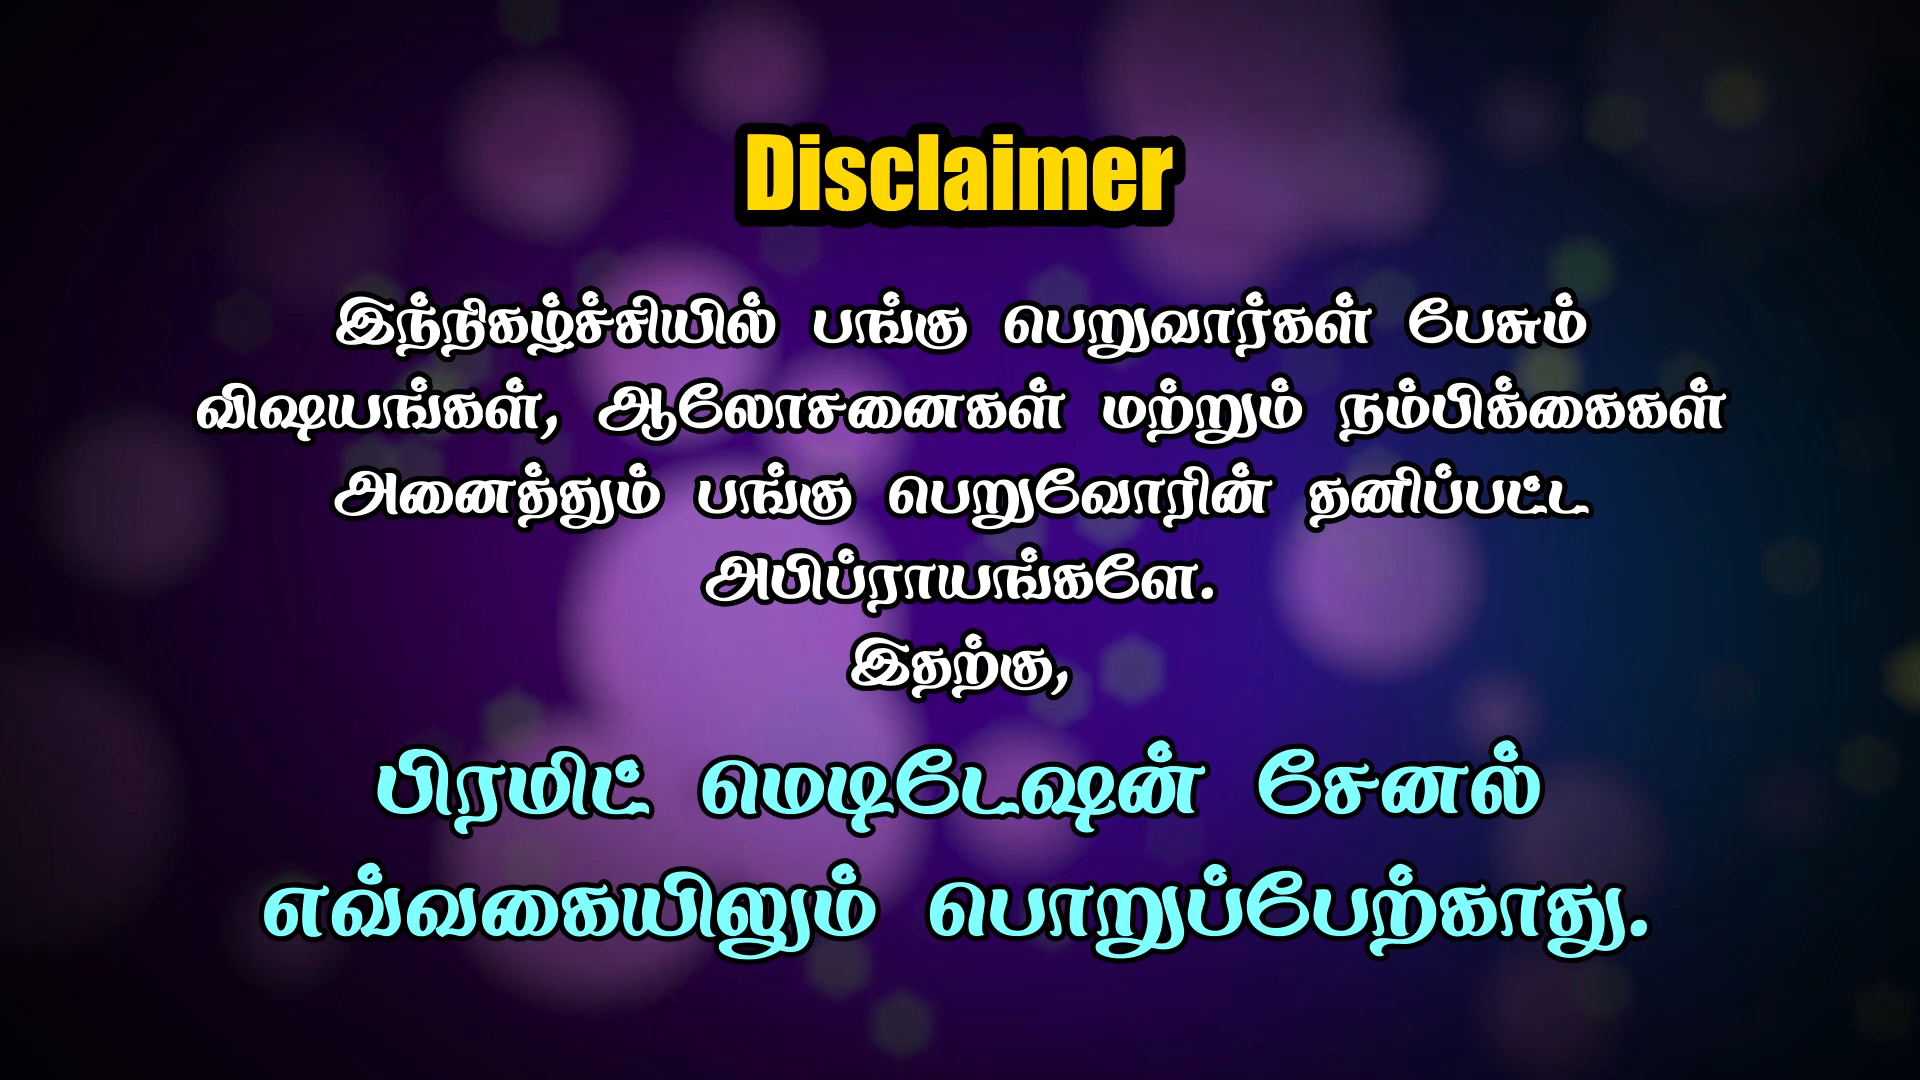 Disclaimer
இந்நிகழ்ச்சியில் பங்கு பெறுவார்கள் பேசும்
விஷயங்கள், ஆலோசனைகள் மற்றும் நம்பிக்கைகள்
அனைத்தும் பங்கு பெறுவோரின் தனிப்பட்ட
அபிப்ராயங்களே.
இதற்கு,
பிரமிட் மெடிடேஷன் சேனல்
எவ்வகையிலும் பொறுப்பேற்காது.